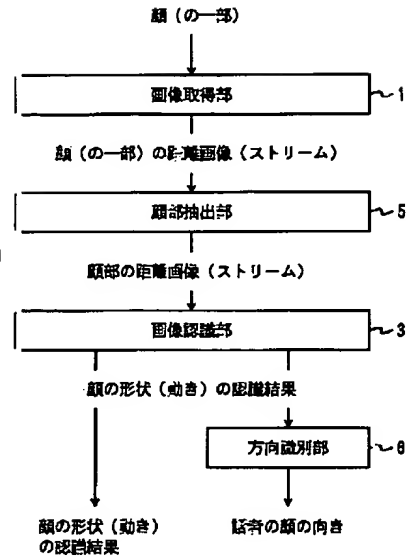 顔(の一部)
画像取得部
1
顔(の一部)の距離画像(ストリーム)
顔部抽出部
5
顔部の距離画像(ストリーム)
画像認識部
3
顔の形状(動き)の認識結果
方向識別部
6
顔の形状(動き)
の認識結果
話者の顔の向き